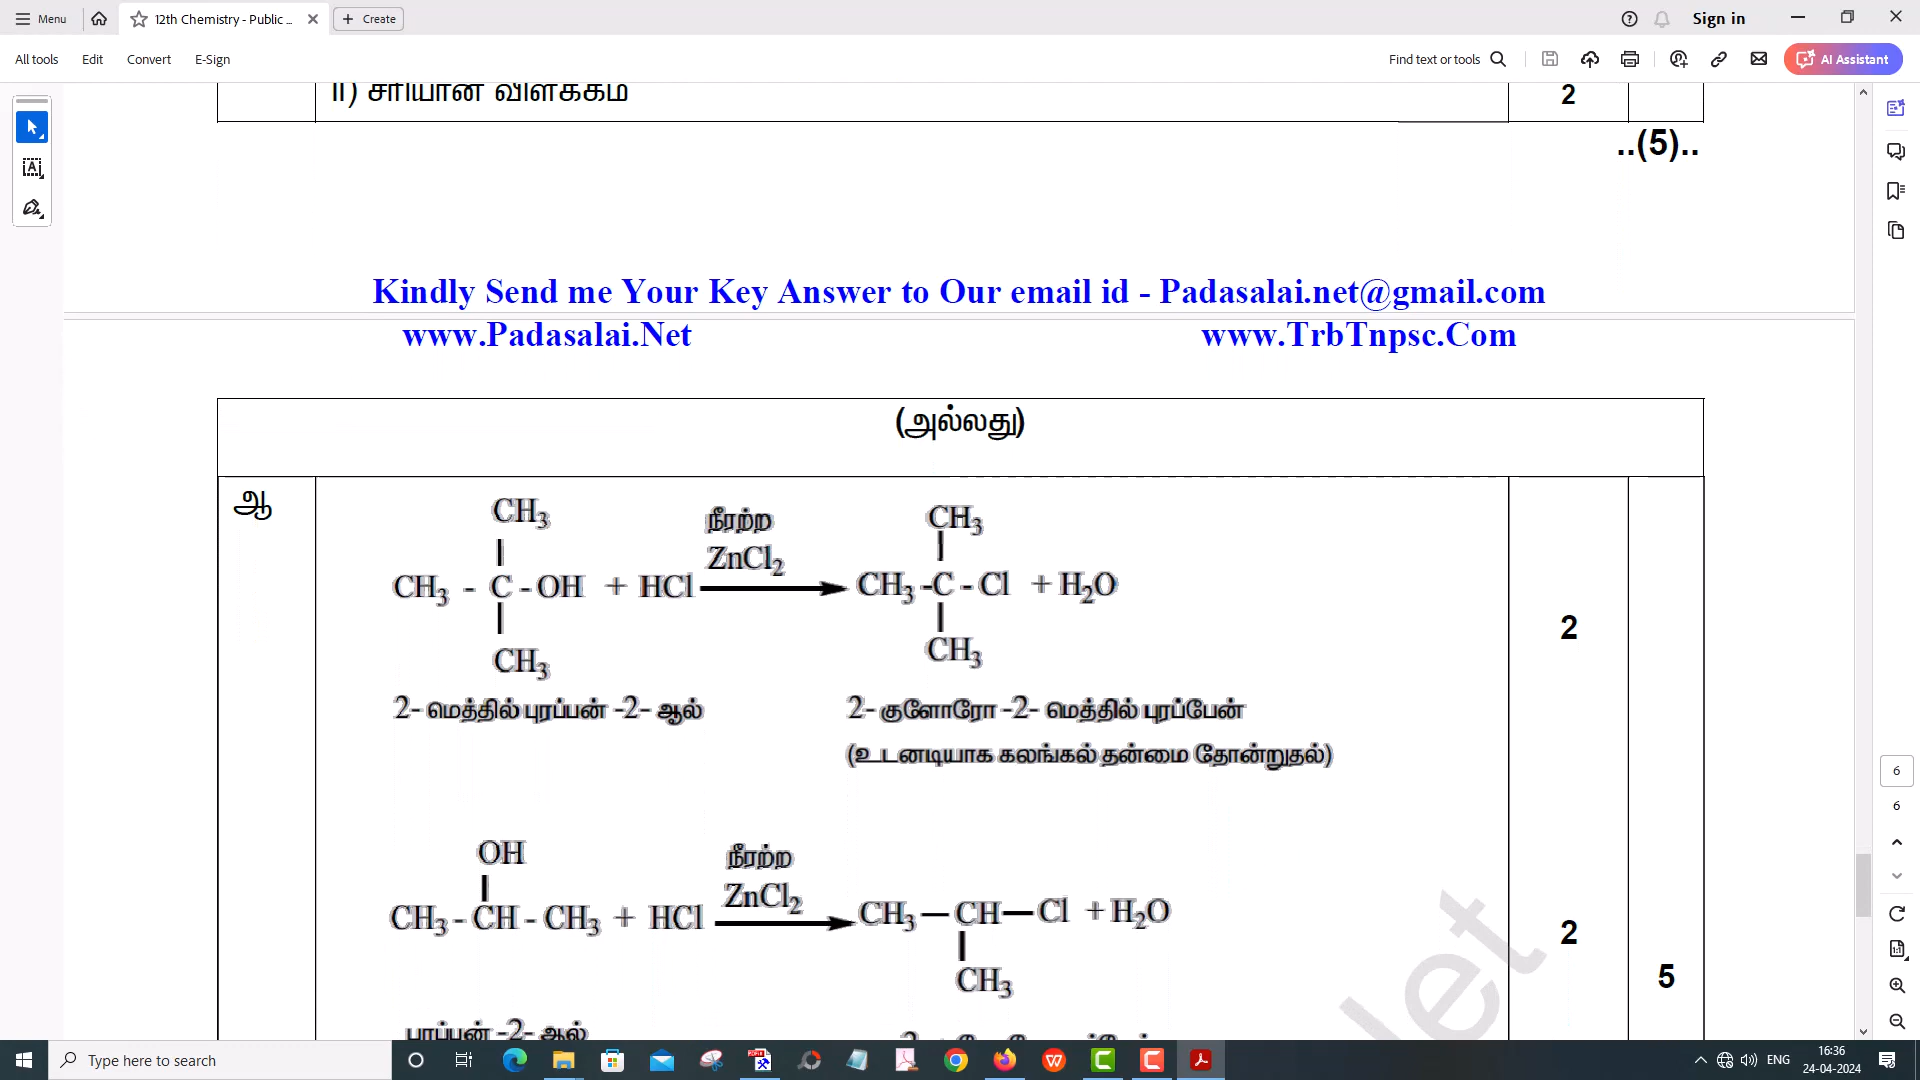 Menu
12th Chemistry - Public ...
Create
Sign in
All tools
Edit
Convert
E-Sign
Find text or tools
AI Assistant
ii) சரியான விளக்கம்
2
..(5)..
Kindly Send me Your Key Answer to Our email id - Padasalai.net@gmail.com
www.Padasalai.Net
www.TrbTnpsc.Com
(அல்லது)
ஆ
CH3
நீரற்ற
CH3
ZnCl2
CH3 - C - OH + HCl
CH3 - C - Cl + H2O
2
CH3
CH3
2- மெத்தில் புரப்பன் -2- ஆல்
2- குளோரோ -2- மெத்தில் புரப்பேன்
(உடனடியாக கலங்கல் தன்மை தோன்றுதல்)
6
6
OH
நீரற்ற
ZnCl2
CH3 - CH - CH3 + HCl
CH3 — CH — Cl + H2O
2
CH3
5
-2- ஆல்
et
Type here to search
ENG
16:36
24-04-2024